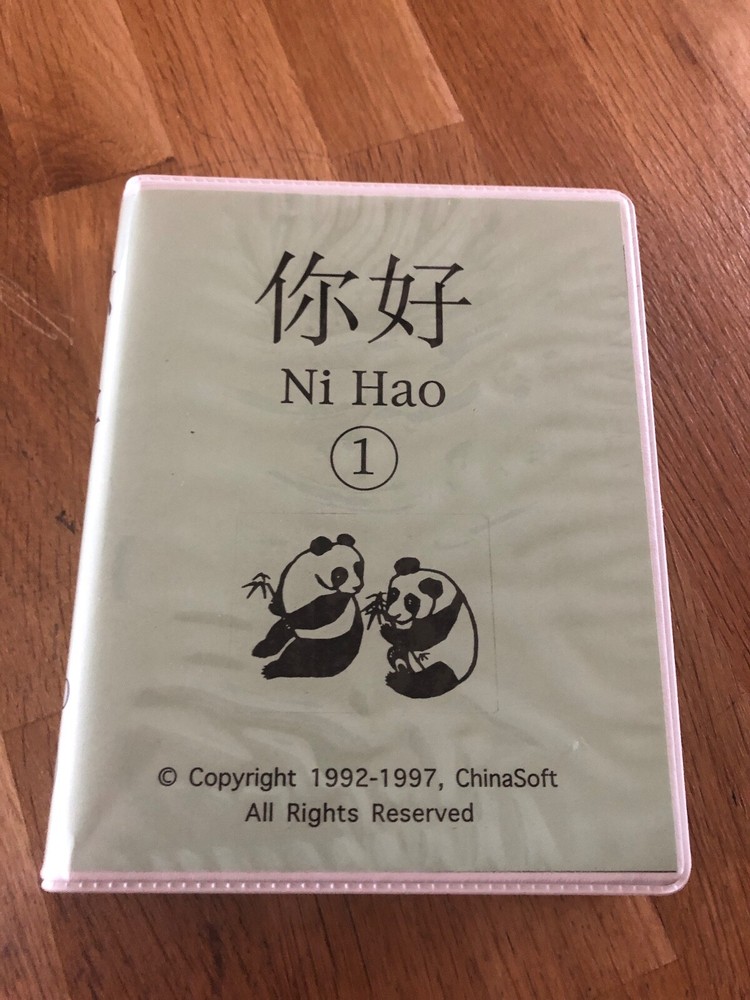 你好
Ni Hao
①
© Copyright 1992-1997, ChinaSoft
All Rights Reserved